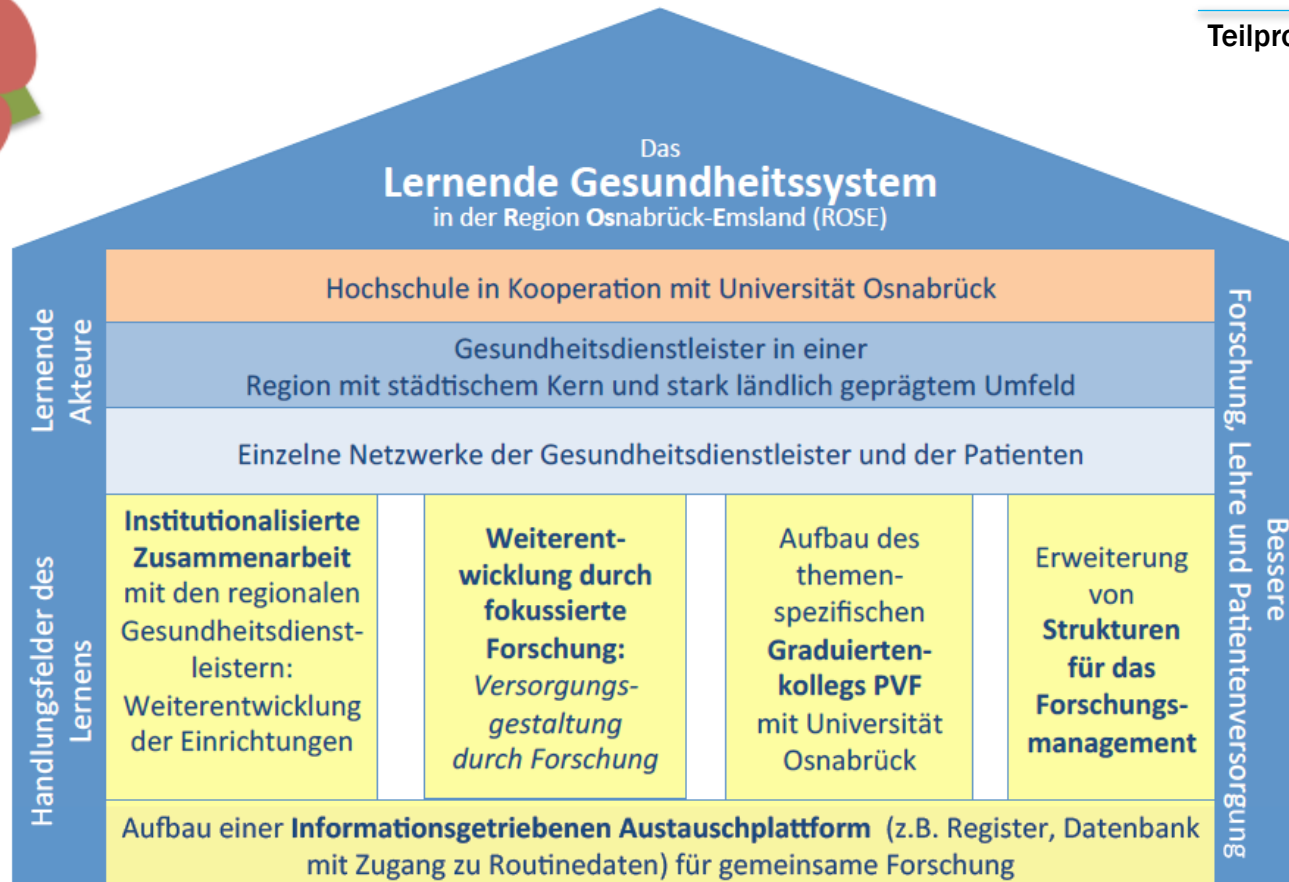 Teilpro
Das
Lernende Gesundheitssystem
in der Region Osnabrück-Emsland (ROSE)
Lernende
Akteure
Hochschule in Kooperation mit Universität Osnabrück
Gesundheitsdienstleister in einer
Region mit städtischem Kern und stark ländlich geprägtem Umfeld
Einzelne Netzwerke der Gesundheitsdienstleister und der Patienten
Handlungsfelder des
Lernens
Institutionalisierte
Zusammenarbeit
mit den regionalen
Gesundheitsdienst-
leistern:
Weiterentwicklung
der Einrichtungen
Weiterent-
wicklung durch
fokussierte
Forschung:
Versorgungs-
gestaltung
durch Forschung
Aufbau des
themen-
spezifischen
Graduierten-
kollegs PVF
mit Universität
Osnabrück
Erweiterung
von
Strukturen
für das
Forschungs-
management
Aufbau einer Informationsgetriebenen Austauschplattform (z.B. Register, Datenbank
mit Zugang zu Routinedaten) für gemeinsame Forschung
Bessere
Forschung, Lehre und Patientenversorgung